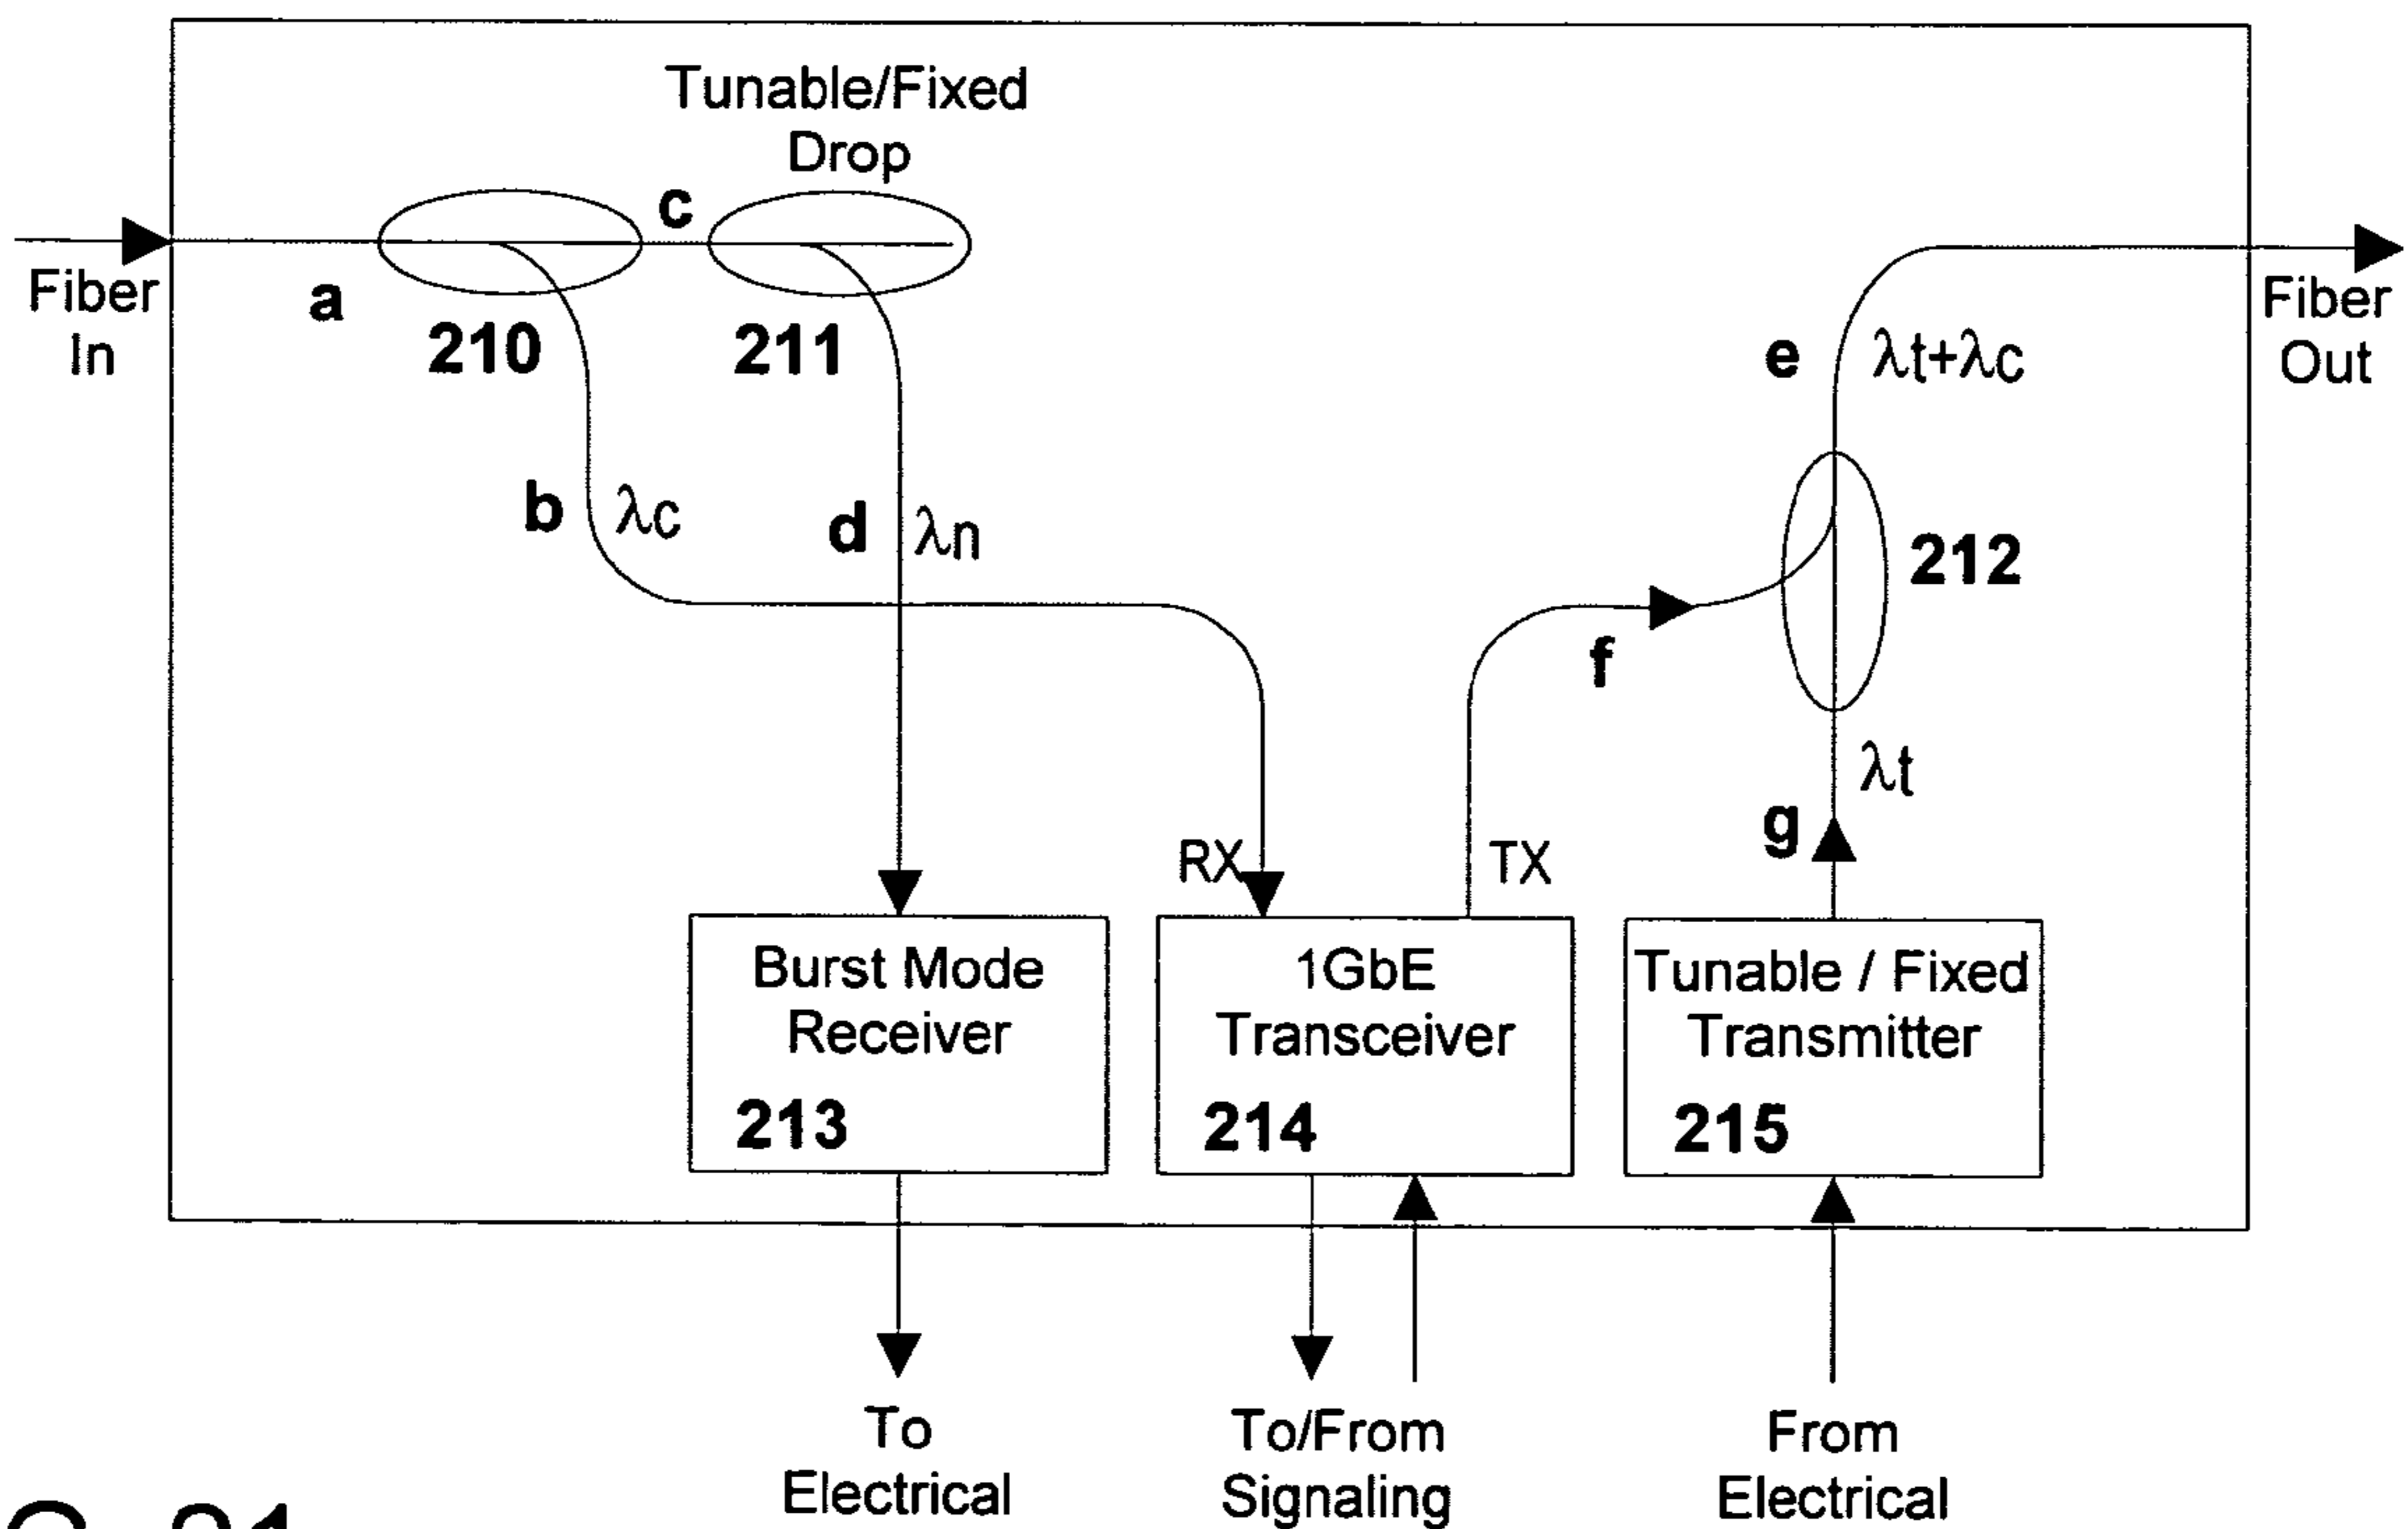 Tunable/Fixed
Drop
c
Fiber
In
a
210
211
e
λt+λc
Fiber
Out
b
λc
d
λn
212
f
λt
g
RX
TX
Burst Mode
Receiver
213
1GbE
Transceiver
214
Tunable / Fixed
Transmitter
215
To
Electrical
To/From
Signaling
From
Electrical